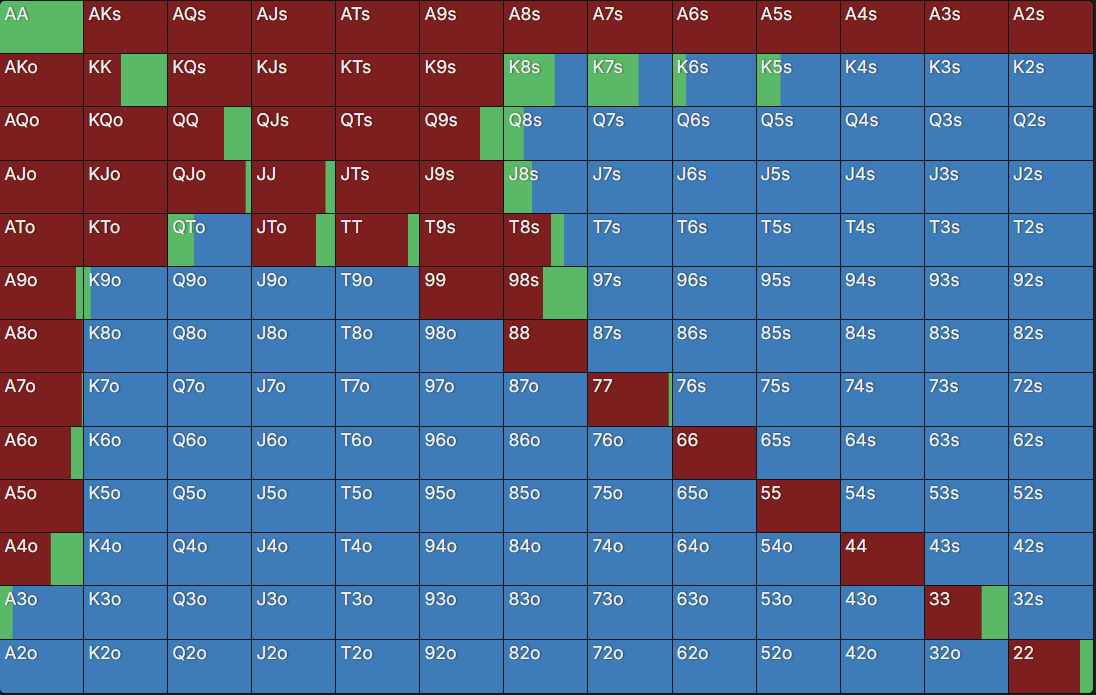 AA AKs AQs AJs ATs A9s A8s A7s A6s A5s A4s A3s A2s
AKo KK KQs KJs KTs K9s K8s K7s K6s K5s K4s K3s K2s
AQo KQo QQ QJs QTs Q9s Q8s Q7s Q6s Q5s Q4s Q3s Q2s
AJo KJo QJo JJ JTs J9s J8s J7s J6s J5s J4s J3s J2s
ATo KTo QTo JTo TT T9s T8s T7s T6s T5s T4s T3s T2s
A9o K9o Q9o J9o T9o 99 98s 97s 96s 95s 94s 93s 92s
A8o K8o Q8o J8o T8o 98o 88 87s 86s 85s 84s 83s 82s
A7o K7o Q7o J7o T7o 97o 87o 77 76s 75s 74s 73s 72s
A6o K6o Q6o J6o T6o 96o 86o 76o 66 65s 64s 63s 62s
A5o K5o Q5o J5o T5o 95o 85o 75o 65o 55 54s 53s 52s
A4o K4o Q4o J4o T4o 94o 84o 74o 64o 54o 44 43s 42s
A3o K3o Q3o J3o T3o 93o 83o 73o 63o 53o 43o 33 32s
A2o K2o Q2o J2o T2o 92o 82o 72o 62o 52o 42o 32o 22